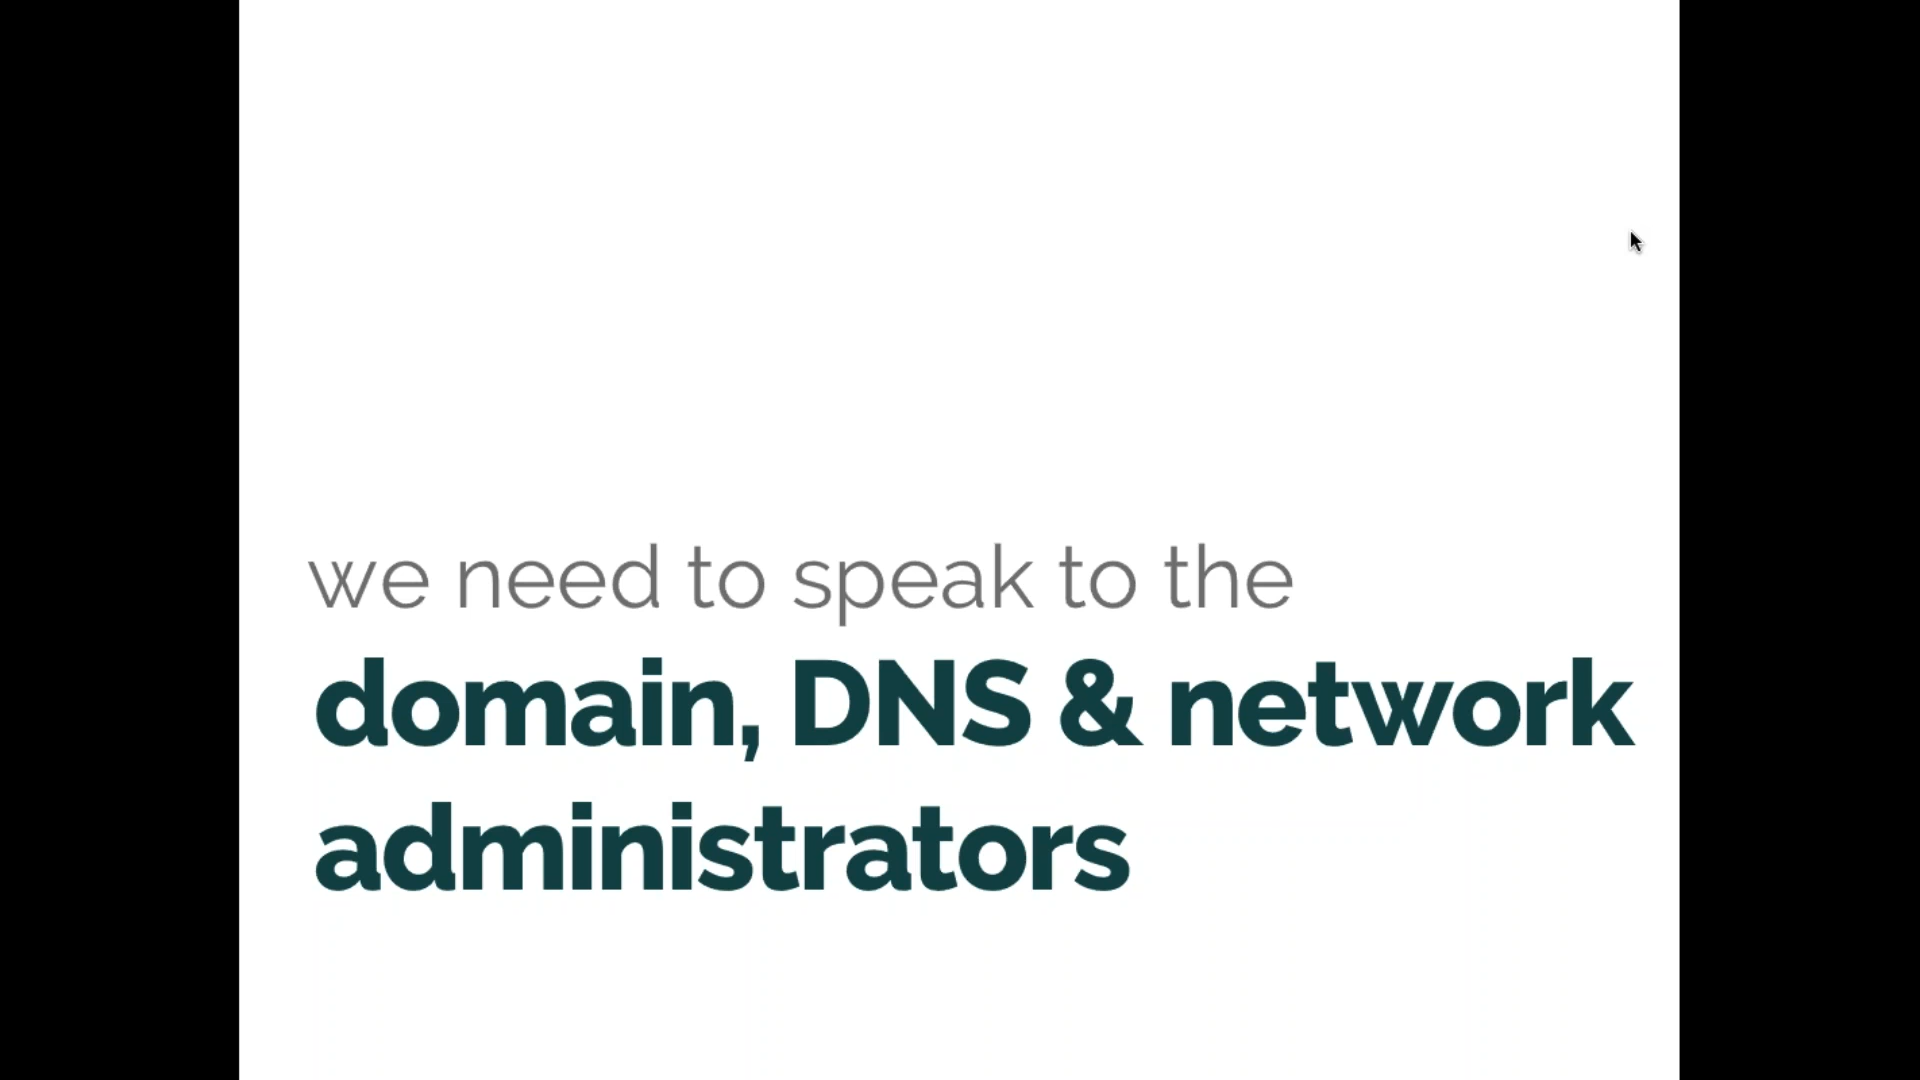 we need to speak to the
domain, DNS & network
administrators